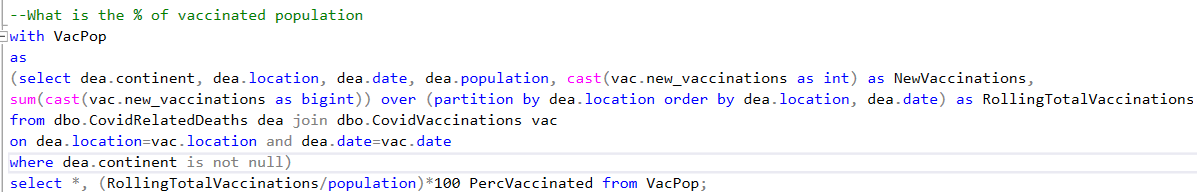 --What is the % of vaccinated population
with VacPop
as
(select dea.continent, dea.location, dea.date, dea.population, cast(vac.new_vaccinations as int) as NewVaccinations,
sum(cast(vac.new_vaccinations as bigint)) over (partition by dea.location order by dea.location, dea.date) as RollingTotalVaccinations
from dbo.CovidRelatedDeaths dea join dbo.CovidVaccinations vac
on dea.location=vac.location and dea.date=vac.date
where dea.continent is not null)
select *, (RollingTotalVaccinations/population)*100 PercVaccinated from VacPop;